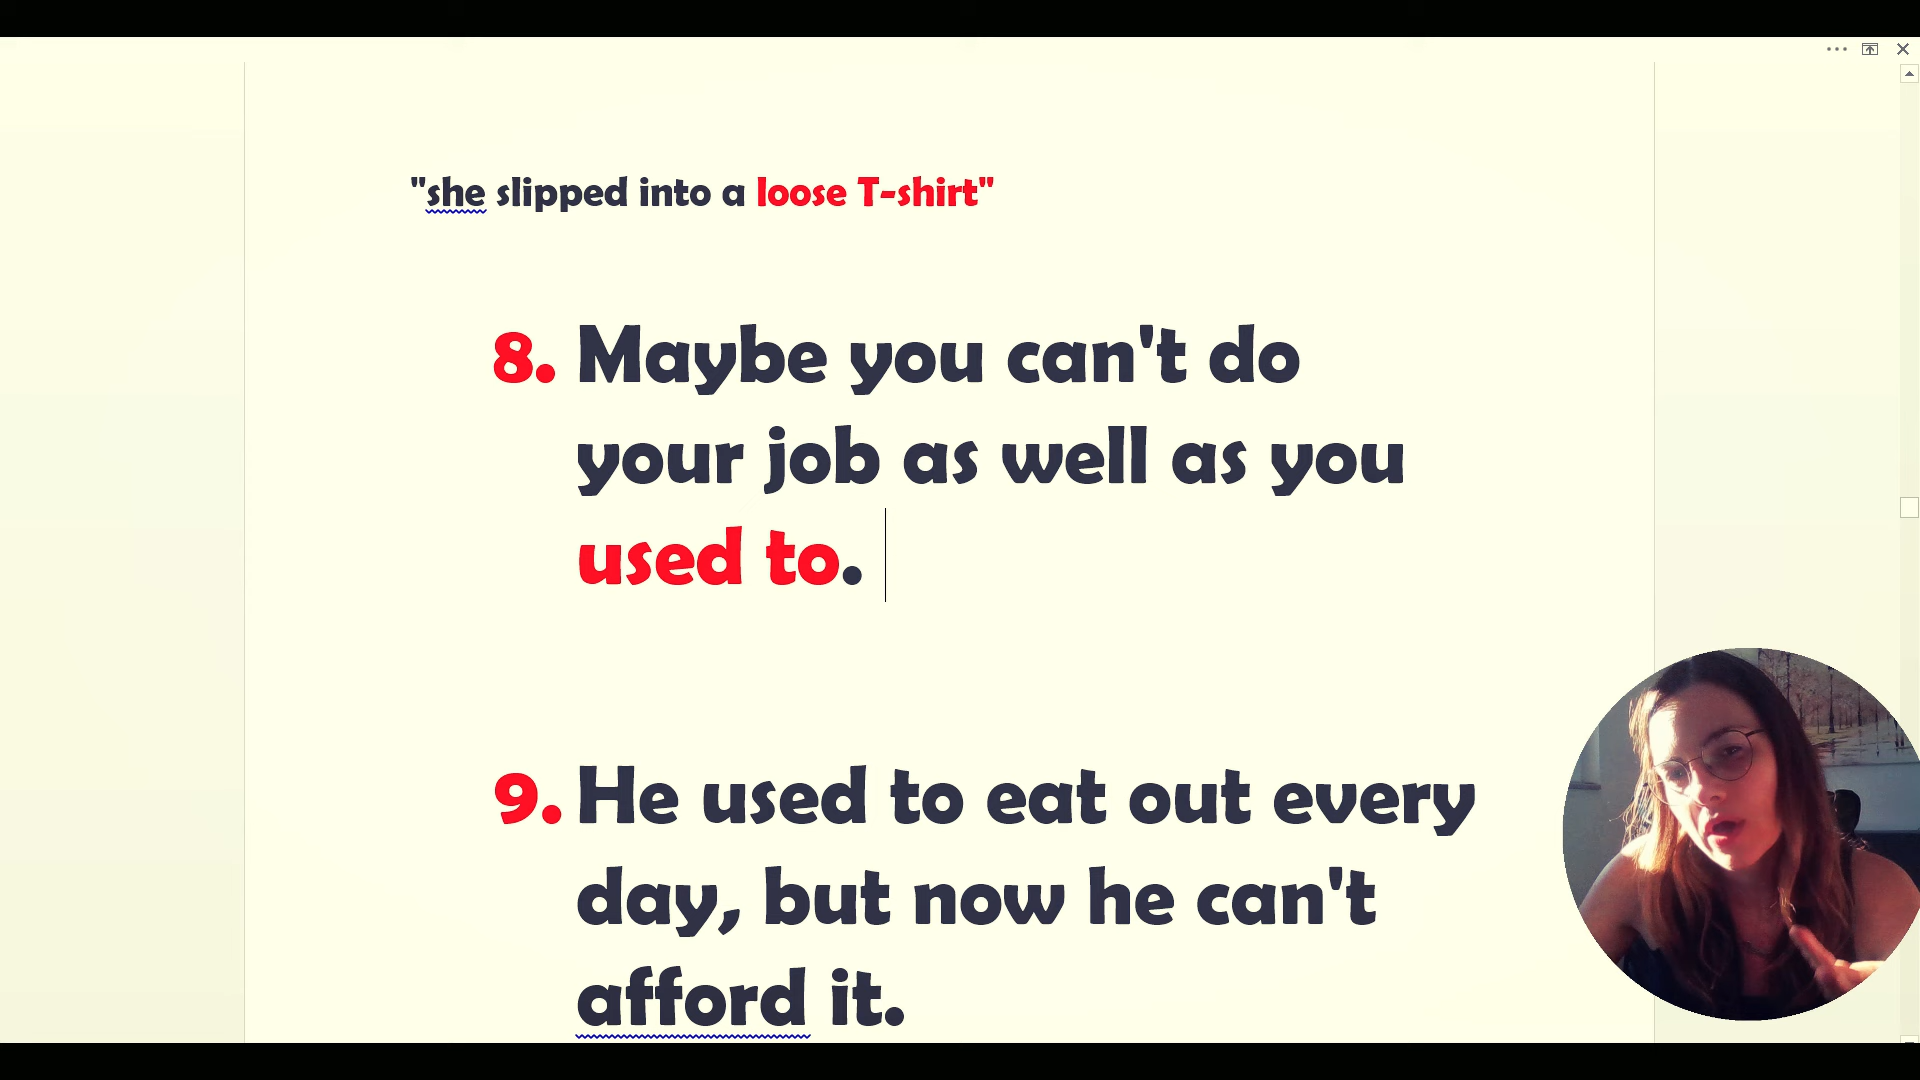 "she slipped into a loose T-shirt"
8. Maybe you can't do
your job as well as you
used to.
9. He used to eat out every
day, but now he can't
afford it.